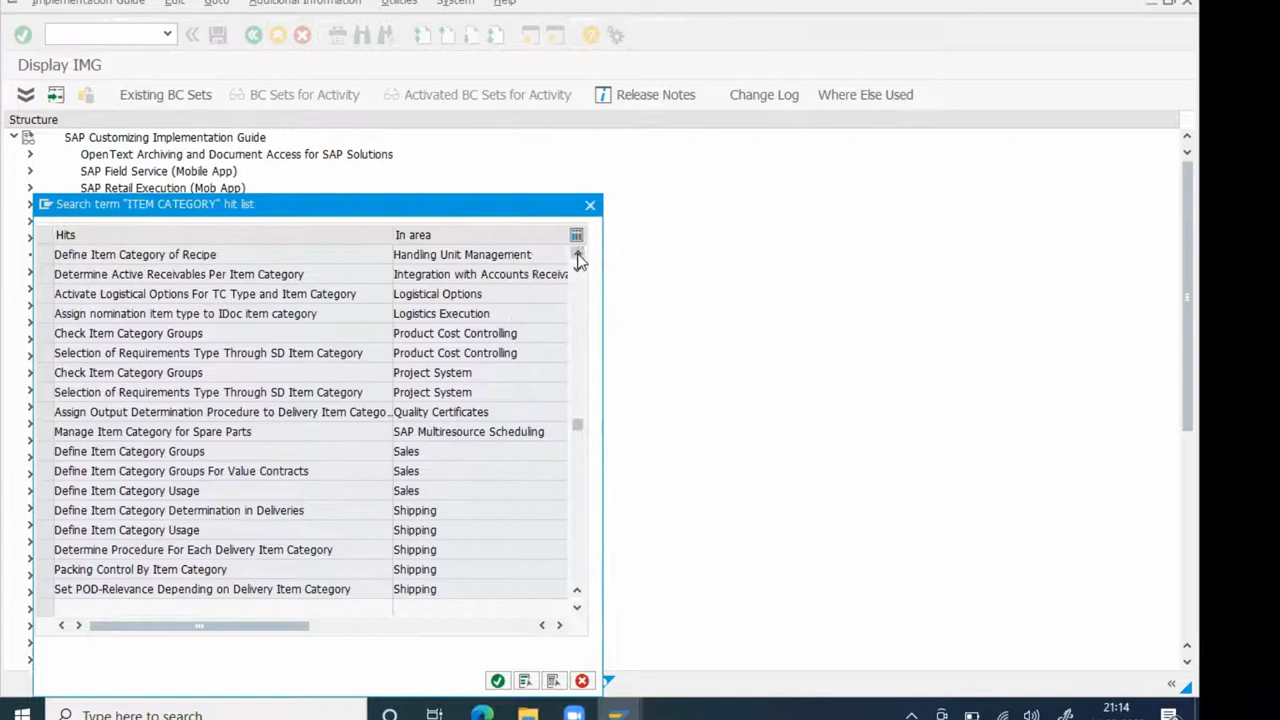 Implementation Guide Edit Goto Additional Information Utilities System Help
Display IMG
Existing BC Sets BC Sets for Activity Activated BC Sets for Activity Release Notes Change Log Where Else Used
Structure
SAP Customizing Implementation Guide
OpenText Archiving and Document Access for SAP Solutions
SAP Field Service (Mobile App)
SAP Retail Execution (Mob App)
Search term "ITEM CATEGORY" hit list
Hits In area
Define Item Category of Recipe Handling Unit Management
Determine Active Receivables Per Item Category Integration with Accounts Receiva
Activate Logistical Options For TC Type and Item Category Logistical Options
Assign nomination item type to IDoc item category Logistics Execution
Check Item Category Groups Product Cost Controlling
Selection of Requirements Type Through SD Item Category Product Cost Controlling
Check Item Category Groups Project System
Selection of Requirements Type Through SD Item Category Project System
Assign Output Determination Procedure to Delivery Item Catego... Quality Certificates
Manage Item Category for Spare Parts SAP Multiresource Scheduling
Define Item Category Groups Sales
Define Item Category Groups For Value Contracts Sales
Define Item Category Usage Sales
Define Item Category Determination in Deliveries Shipping
Define Item Category Usage Shipping
Determine Procedure For Each Delivery Item Category Shipping
Packing Control By Item Category Shipping
Set POD-Relevance Depending on Delivery Item Category Shipping
Type here to search
21:14